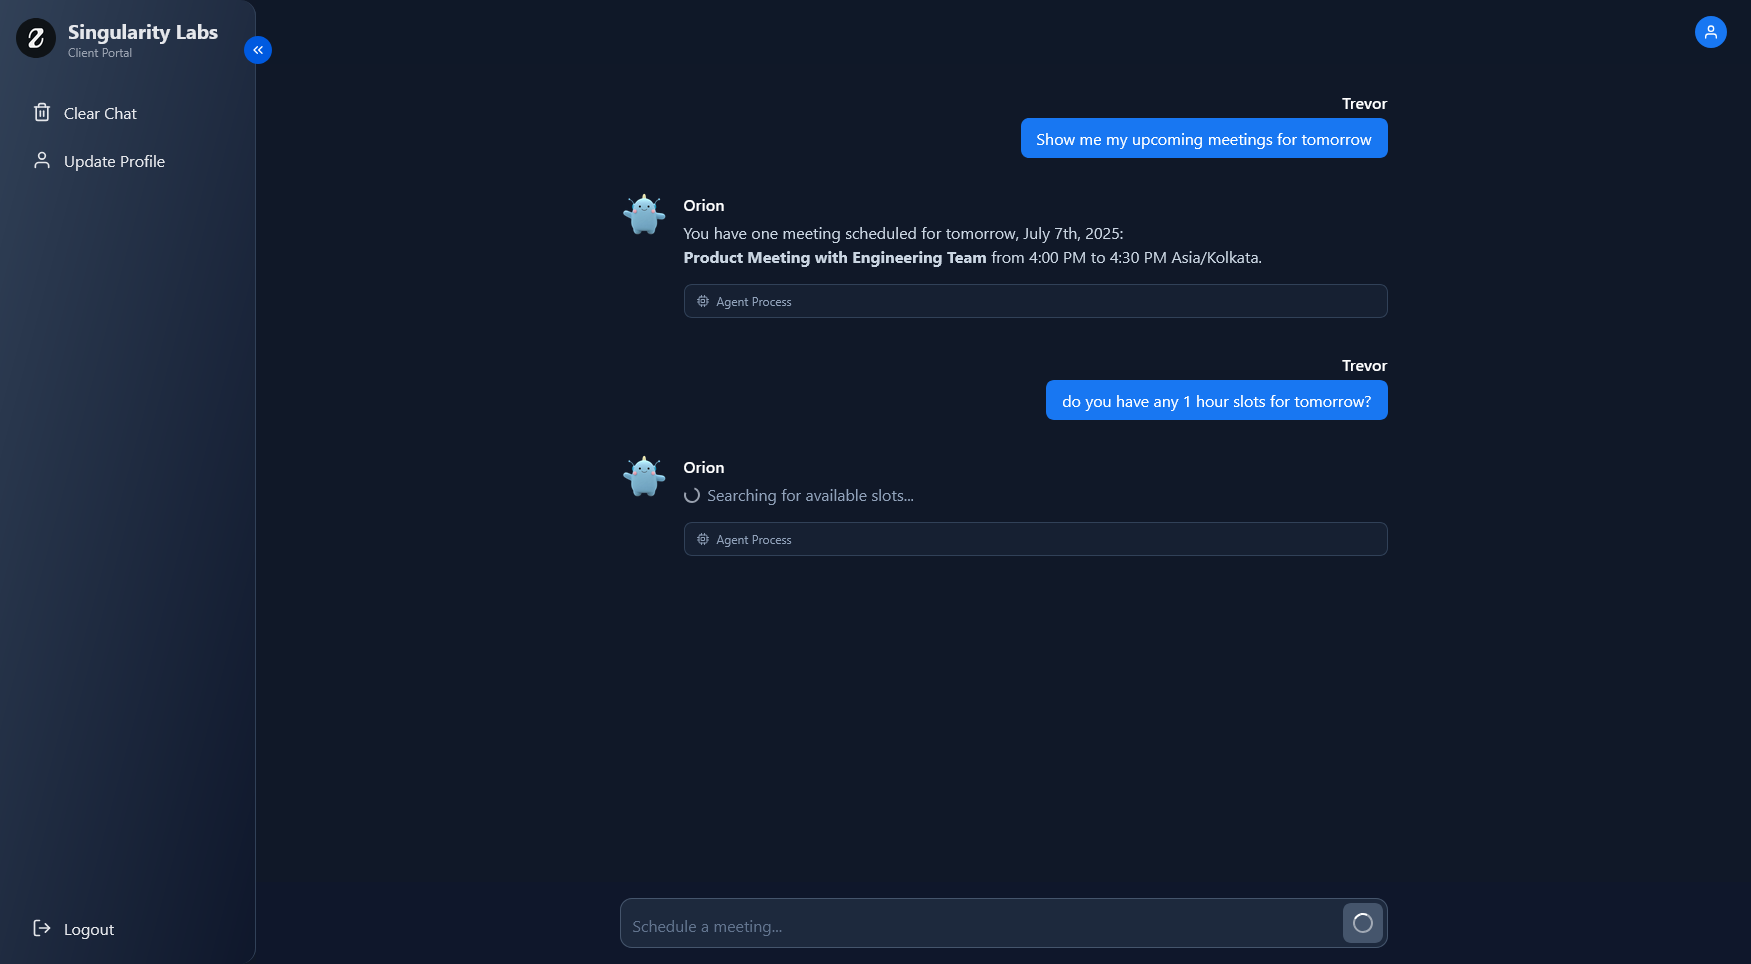 Singularity Labs
Client Portal
Clear Chat
Update Profile
Logout
Trevor
Show me my upcoming meetings for tomorrow
Orion
You have one meeting scheduled for tomorrow, July 7th, 2025:
Product Meeting with Engineering Team from 4:00 PM to 4:30 PM Asia/Kolkata.
Agent Process
Trevor
do you have any 1 hour slots for tomorrow?
Orion
Searching for available slots...
Agent Process
Schedule a meeting...